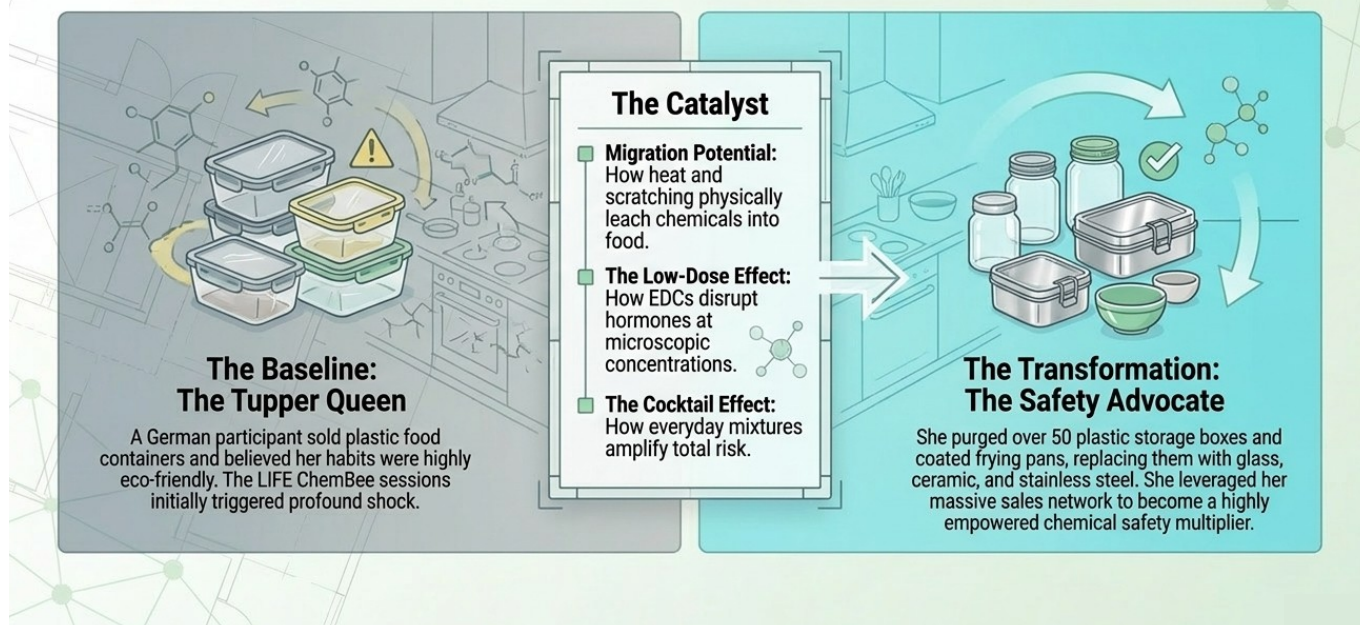 The Baseline:
The Tupper Queen
A German participant sold plastic food
containers and believed her habits were highly
eco-friendly. The LIFE ChemBee sessions
initially triggered profound shock.
The Catalyst
Migration Potential:
How heat and
scratching physically
leach chemicals into
food.
The Low-Dose Effect:
How EDCs disrupt
hormones at
microscopic
concentrations.
The Cocktail Effect:
How everyday mixtures
amplify total risk.
The Transformation:
The Safety Advocate
She purged over 50 plastic storage boxes and
coated frying pans, replacing them with glass,
ceramic, and stainless steel. She leveraged her
massive sales network to become a highly
empowered chemical safety multiplier.